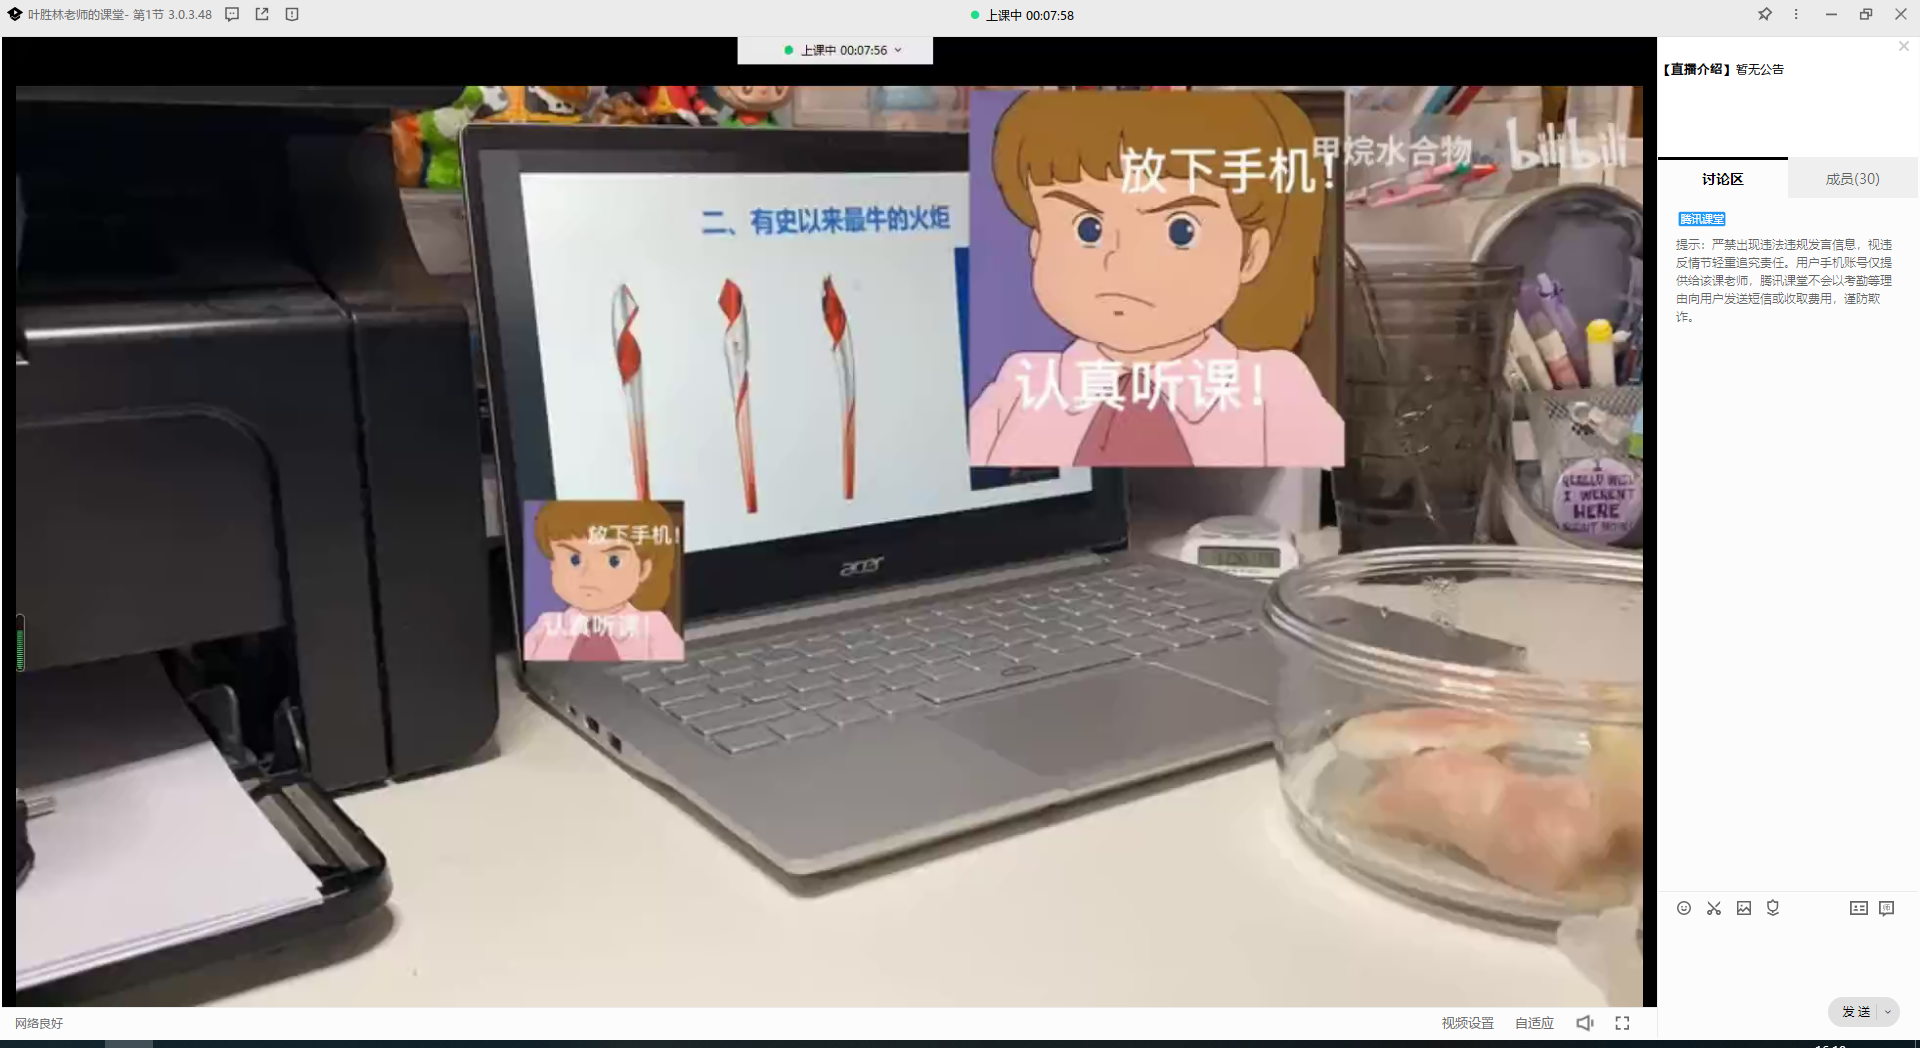 叶胜林老师的课堂- 第1节 3.0.3.48
上课中 00:07:58
上课中 00:07:56
【直播介绍】暂无公告
讨论区
成员(30)
腾讯课堂
提示：严禁出现违法违规发言信息，视违
反情节轻重追究责任。用户手机账号仅提
供给该课老师，腾讯课堂不会以考勤等理
由向用户发送短信或收取费用，谨防欺
诈。
甲烷水合物
bilibili
放下手机!
认真听课!
二、有史以来最牛的火炬
放下手机!
认真听课!
acer
REALLY WISH
I WEREN'T
HERE
RIGHT NOW
网络良好
视频设置
自适应
发送